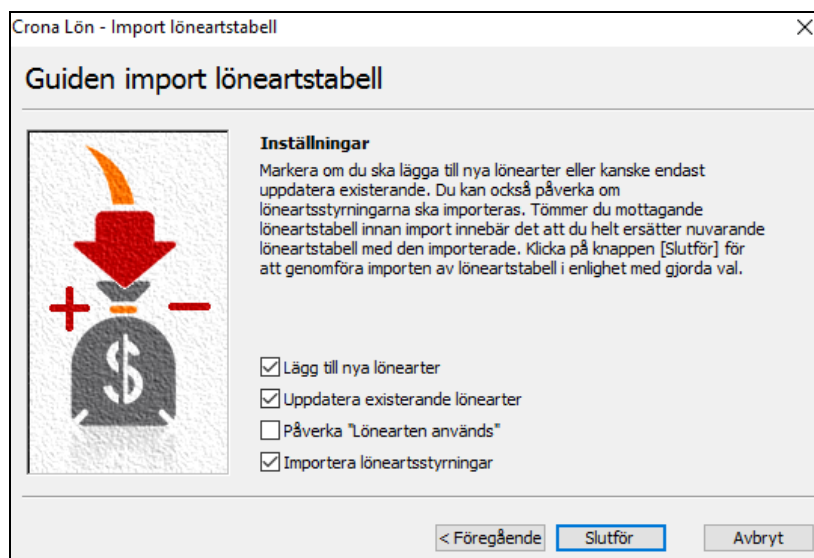 Crona Lön - Import löneartstabell
Guiden import löneartstabell
Inställningar
Markera om du ska lägga till nya lönearter eller kanske endast
uppdatera existerande. Du kan också påverka om
löneartsstyrningarna ska importeras. Tömmer du mottagande
löneartstabell innan import innebär det att du helt ersätter nuvarande
löneartstabell med den importerade. Klicka på knappen [Slutför] för
att genomföra importen av löneartstabell i enlighet med gjorda val.
$
Lägg till nya lönearter
Uppdatera existerande lönearter
Påverka "Lönearten används"
Importera löneartsstyrningar
< Föregående Slutför Avbryt